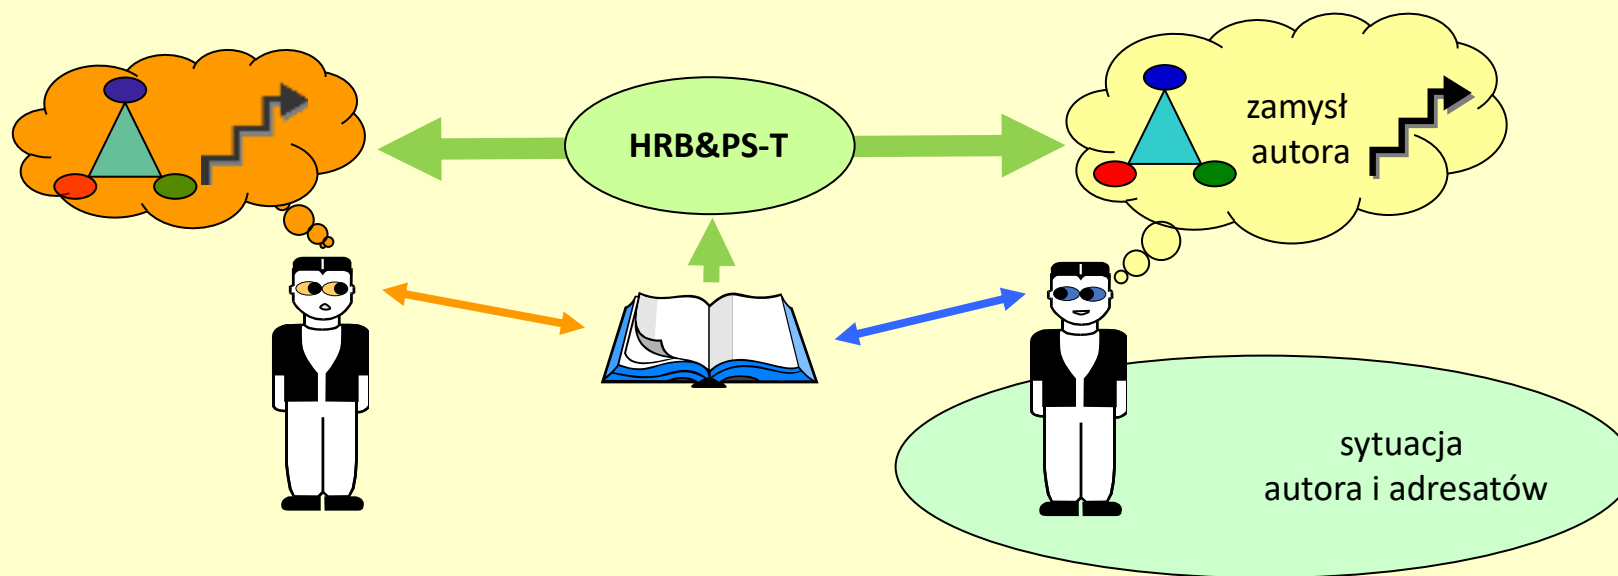 HRB&PS-T
zamysł
autora
sytuacja
autora i adresatów